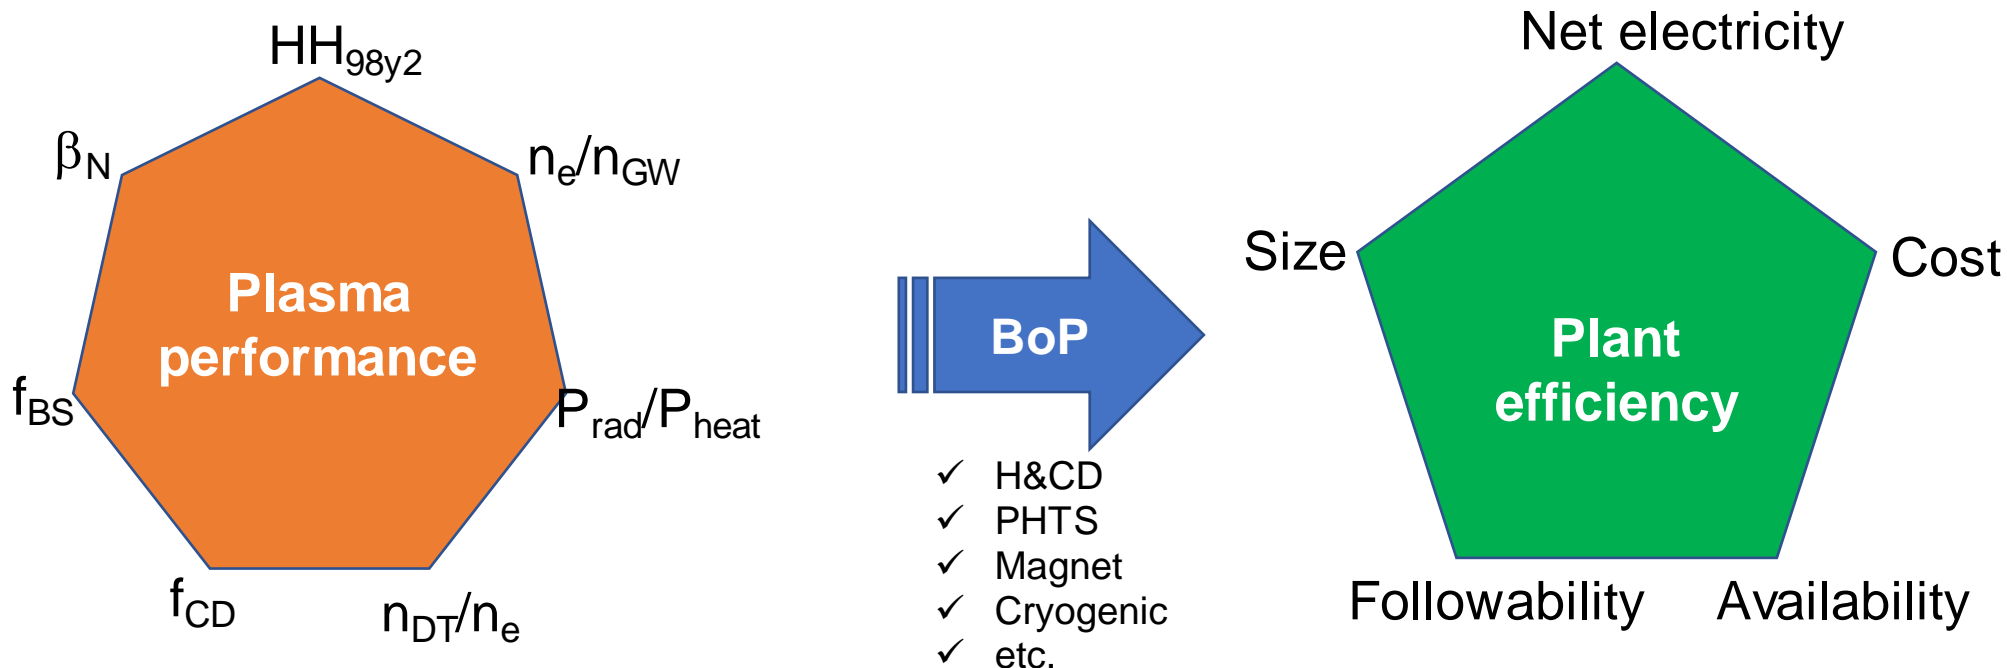 HH98y2
βN
ne/nGW
Plasma
performance
fBS
Prad/Pheat
fCD
nDT/ne
BoP
✓ H&CD
✓ PHTS
✓ Magnet
✓ Cryogenic
✓ etc.
Net electricity
Size
Cost
Plant
efficiency
Followability
Availability